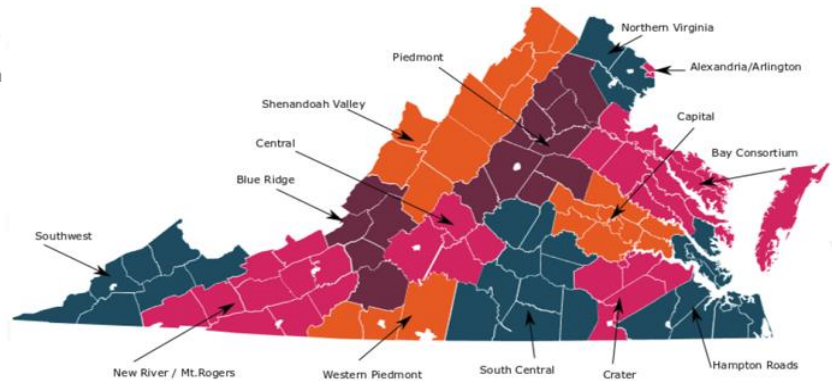 Northern Virginia
Piedmont
Alexandria/Arlington
Shenandoah Valley
Capital
Central
Bay Consortium
Blue Ridge
Southwest
New River / Mt.Rogers
Western Piedmont
South Central
Crater
Hampton Roads